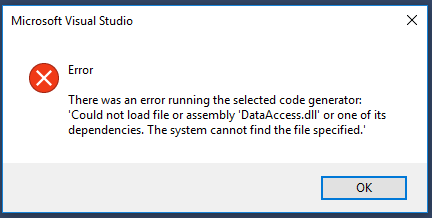 Microsoft Visual Studio
Error
There was an error running the selected code generator:
'Could not load file or assembly 'DataAccess.dll' or one of its
dependencies. The system cannot find the file specified.'
OK